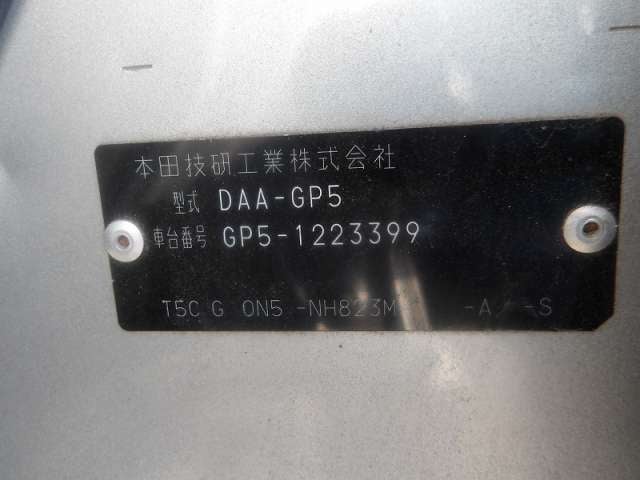 本田技研工業株式会社
型式 DAA-GP5
車台番号 GP5-1223399
T5C G ON5 -NH823M -A -S